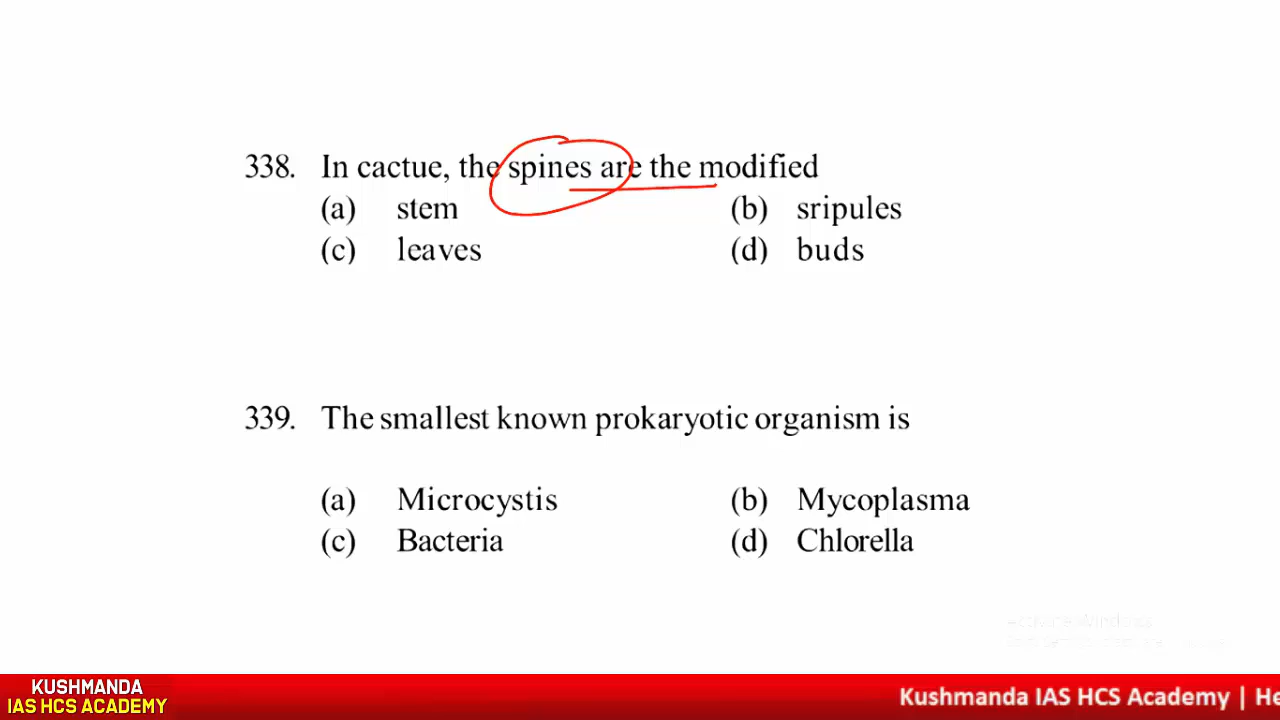 338. In cactue, the spines are the modified
(a) stem (b) sripules
(c) leaves (d) buds
339. The smallest known prokaryotic organism is
(a) Microcystis (b) Mycoplasma
(c) Bacteria (d) Chlorella
KUSHMANDA
IAS HCS ACADEMY
Kushmanda IAS HCS Academy | He